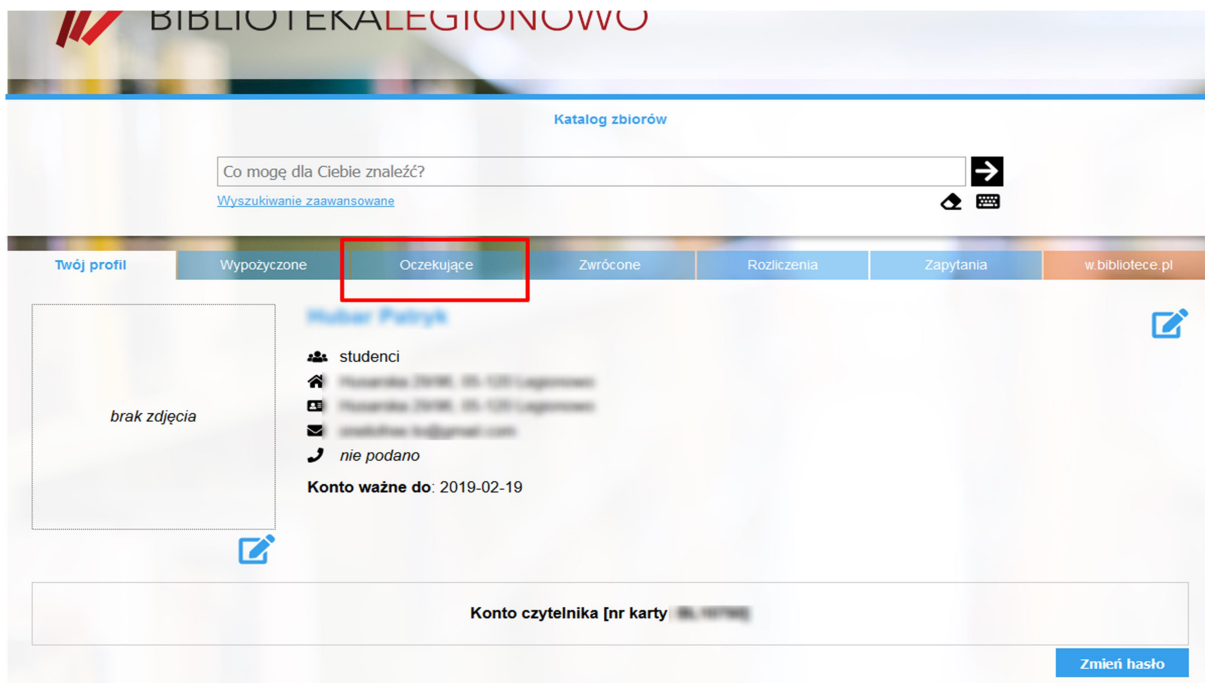 BIBLIOTEKALEGIONOWO
Katalog zbiorów
Co mogę dla Ciebie znaleźć?
Wyszukiwanie zaawansowane
Twój profil Wypożyczone Oczekujące Zwrócone Rozliczenia Zapytania w.bibliotece.pl
studenci
brak zdjęcia
nie podano
Konto ważne do: 2019-02-19
Konto czytelnika [nr karty
Zmień hasło